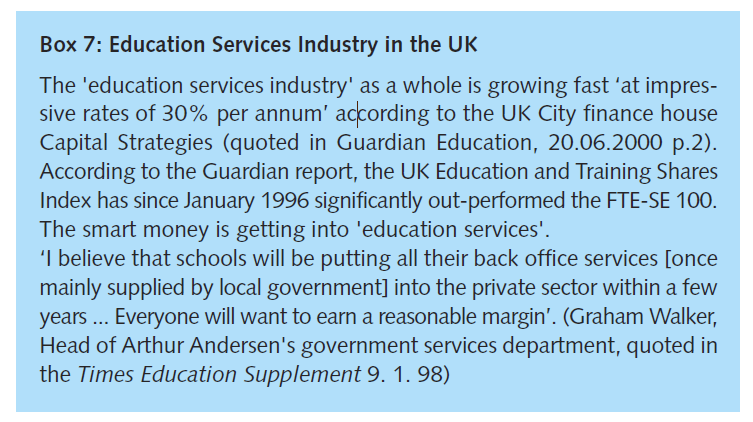 Box 7: Education Services Industry in the UK
The 'education services industry' as a whole is growing fast ‘at impres-
sive rates of 30% per annum’ according to the UK City finance house
Capital Strategies (quoted in Guardian Education, 20.06.2000 p.2).
According to the Guardian report, the UK Education and Training Shares
Index has since January 1996 significantly out-performed the FTE-SE 100.
The smart money is getting into 'education services'.
‘I believe that schools will be putting all their back office services [once
mainly supplied by local government] into the private sector within a few
years ... Everyone will want to earn a reasonable margin’. (Graham Walker,
Head of Arthur Andersen's government services department, quoted in
the Times Education Supplement 9. 1. 98)